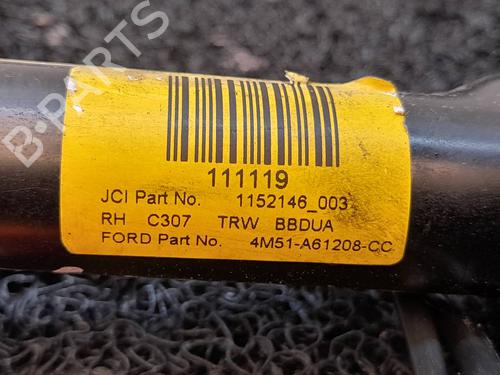 B-PARTS
111119
JCI Part No. 1152146_003
RH C307 TRW BBDUA
FORD Part No. 4M51-A61208-CC